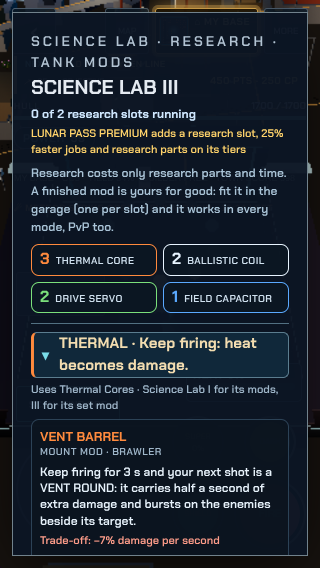 SCIENCE LAB · RESEARCH ·
TANK MODS
SCIENCE LAB III
0 of 2 research slots running
LUNAR PASS PREMIUM adds a research slot, 25%
faster jobs and research parts on its tiers
Research costs only research parts and time.
A finished mod is yours for good: fit it in the
garage (one per slot) and it works in every
mode, PvP too.
3 THERMAL CORE
2 BALLISTIC COIL
2 DRIVE SERVO
1 FIELD CAPACITOR
▼ THERMAL · Keep firing: heat
becomes damage.
Uses Thermal Cores · Science Lab I for its mods,
III for its set mod
VENT BARREL
MOUNT MOD · BRAWLER
Keep firing for 3 s and your next shot is a
VENT ROUND: it carries half a second of
extra damage and bursts on the enemies
beside its target.
Trade-off: −7% damage per second